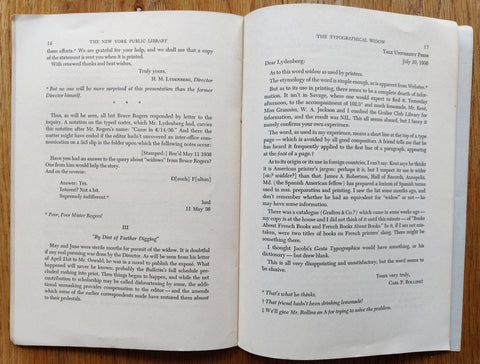 16
THE NEW YORK PUBLIC LIBRARY
these efforts.* We are grateful for your help, and we shall see that a copy
of the statement is sent you when it is printed.
With renewed thanks and best wishes,
Truly yours,
H. M. LYDENBERG, Director
* But no one will be more surprised at this presentation than the former
Director himself.
* * * *
Thus, as will be seen, all but Bruce Rogers responded of letter to the
inquiry. A notation on the typed roster, which Mr. Lydenberg had, carries
this notation after Mr. Rogers's name: 'Came in 4/14/36.' And there the
matter might have ended if the editor hadn't uncovered an inter-office com-
munication on a 5x3 slip in the folder upon which the following notes occur:
[Stamped:] Rec'd May 11 1936
Have you had an answer to the query about "widows" from Bruce Rogers?
One from him would help the story.
D[eoch] F[ulton]
And on the reverse:
Answer: Yes.
Interest? Not a bit.
Supremely indifferent.*
hml
11 May 36
* Poor, Poor Mister Rogers!
III
"By Dint of Further Digging"
May and June were sterile months for pursuit of the widow. It is doubtful
if any real parsing was done by the Director. As will be seen from his letter
of April 21st to Mr. Oswald, he was in a mood to publish the exposé. What
happened will never be known, probably the Bulletin's full schedule pre-
cluded rushing into print. Then things began to happen, and while the net
contribution to scholarship may be called disheartening by some, the addi-
tional annoyance provides compensation to the editor — and the amends
which some of the earlier correspondents made have restored them almost
to their pedestals.
THE TYPOGRAPHICAL WIDOW
17
YALE UNIVERSITY PRESS
July 10, 1936
Dear Lydenberg:
As to this word widow as used by printers.
The etymology of the word is simple enough, as it appears from Webster.*
But as to its use in printing, there seems to be a complete dearth of infor-
mation. It isn't in Savage, where one would expect to find it. Yesterday
afternoon, to the accompaniment of 102.5° and much lemonade, Mr. Kent,
Miss Grannuss, W. A. Jackson and I combed the Grolier Club Library for
information, and the result was Nil. This all seems absurd, but I fancy it
merely confirms your own experience.
The word, as used in my experience, means a short line at the top of a type
page — which is avoided by all good compositors. A friend tells me that he
has heard it frequently applied to the first line of a paragraph, appearing
at the
As to its origin or its use in foreign countries, I can't say. Kent says he thinks
it is American printer's jargon: perhaps it is; but I suspect its use is wider
than that. James A. Robertson, Hall of Records, Annapolis,
Md. (the Spanish American fellow) has prepared a lexicon of Spanish terms
used in mss. preparation and printing. I saw the list some months ago, and
don't remember whether he had an equivalent for "widow" or not — he
may have some information.
There was a catalogue (Grafton & Co.?) which came in some weeks ago —
my copy is at the house and I did not think of it until this minute — of "Books
About French Books and French Books About Books." In it, if I am not mis-
taken, were two titles of books on French printers' slang. There might be
something there.
I thought Jacobi's Gesta Typographica would have something, or his
dictionary — but drew blank.
This is all very disappointing and unsatisfactory, but the word seem to
be elusive.
Yours very truly,
CARL P. ROLLINS‡
* That's what he thinks.
† That friend hadn't been drinking lemonade!
‡ We'll give Mr. Rollins an A for trying to solve the problem.